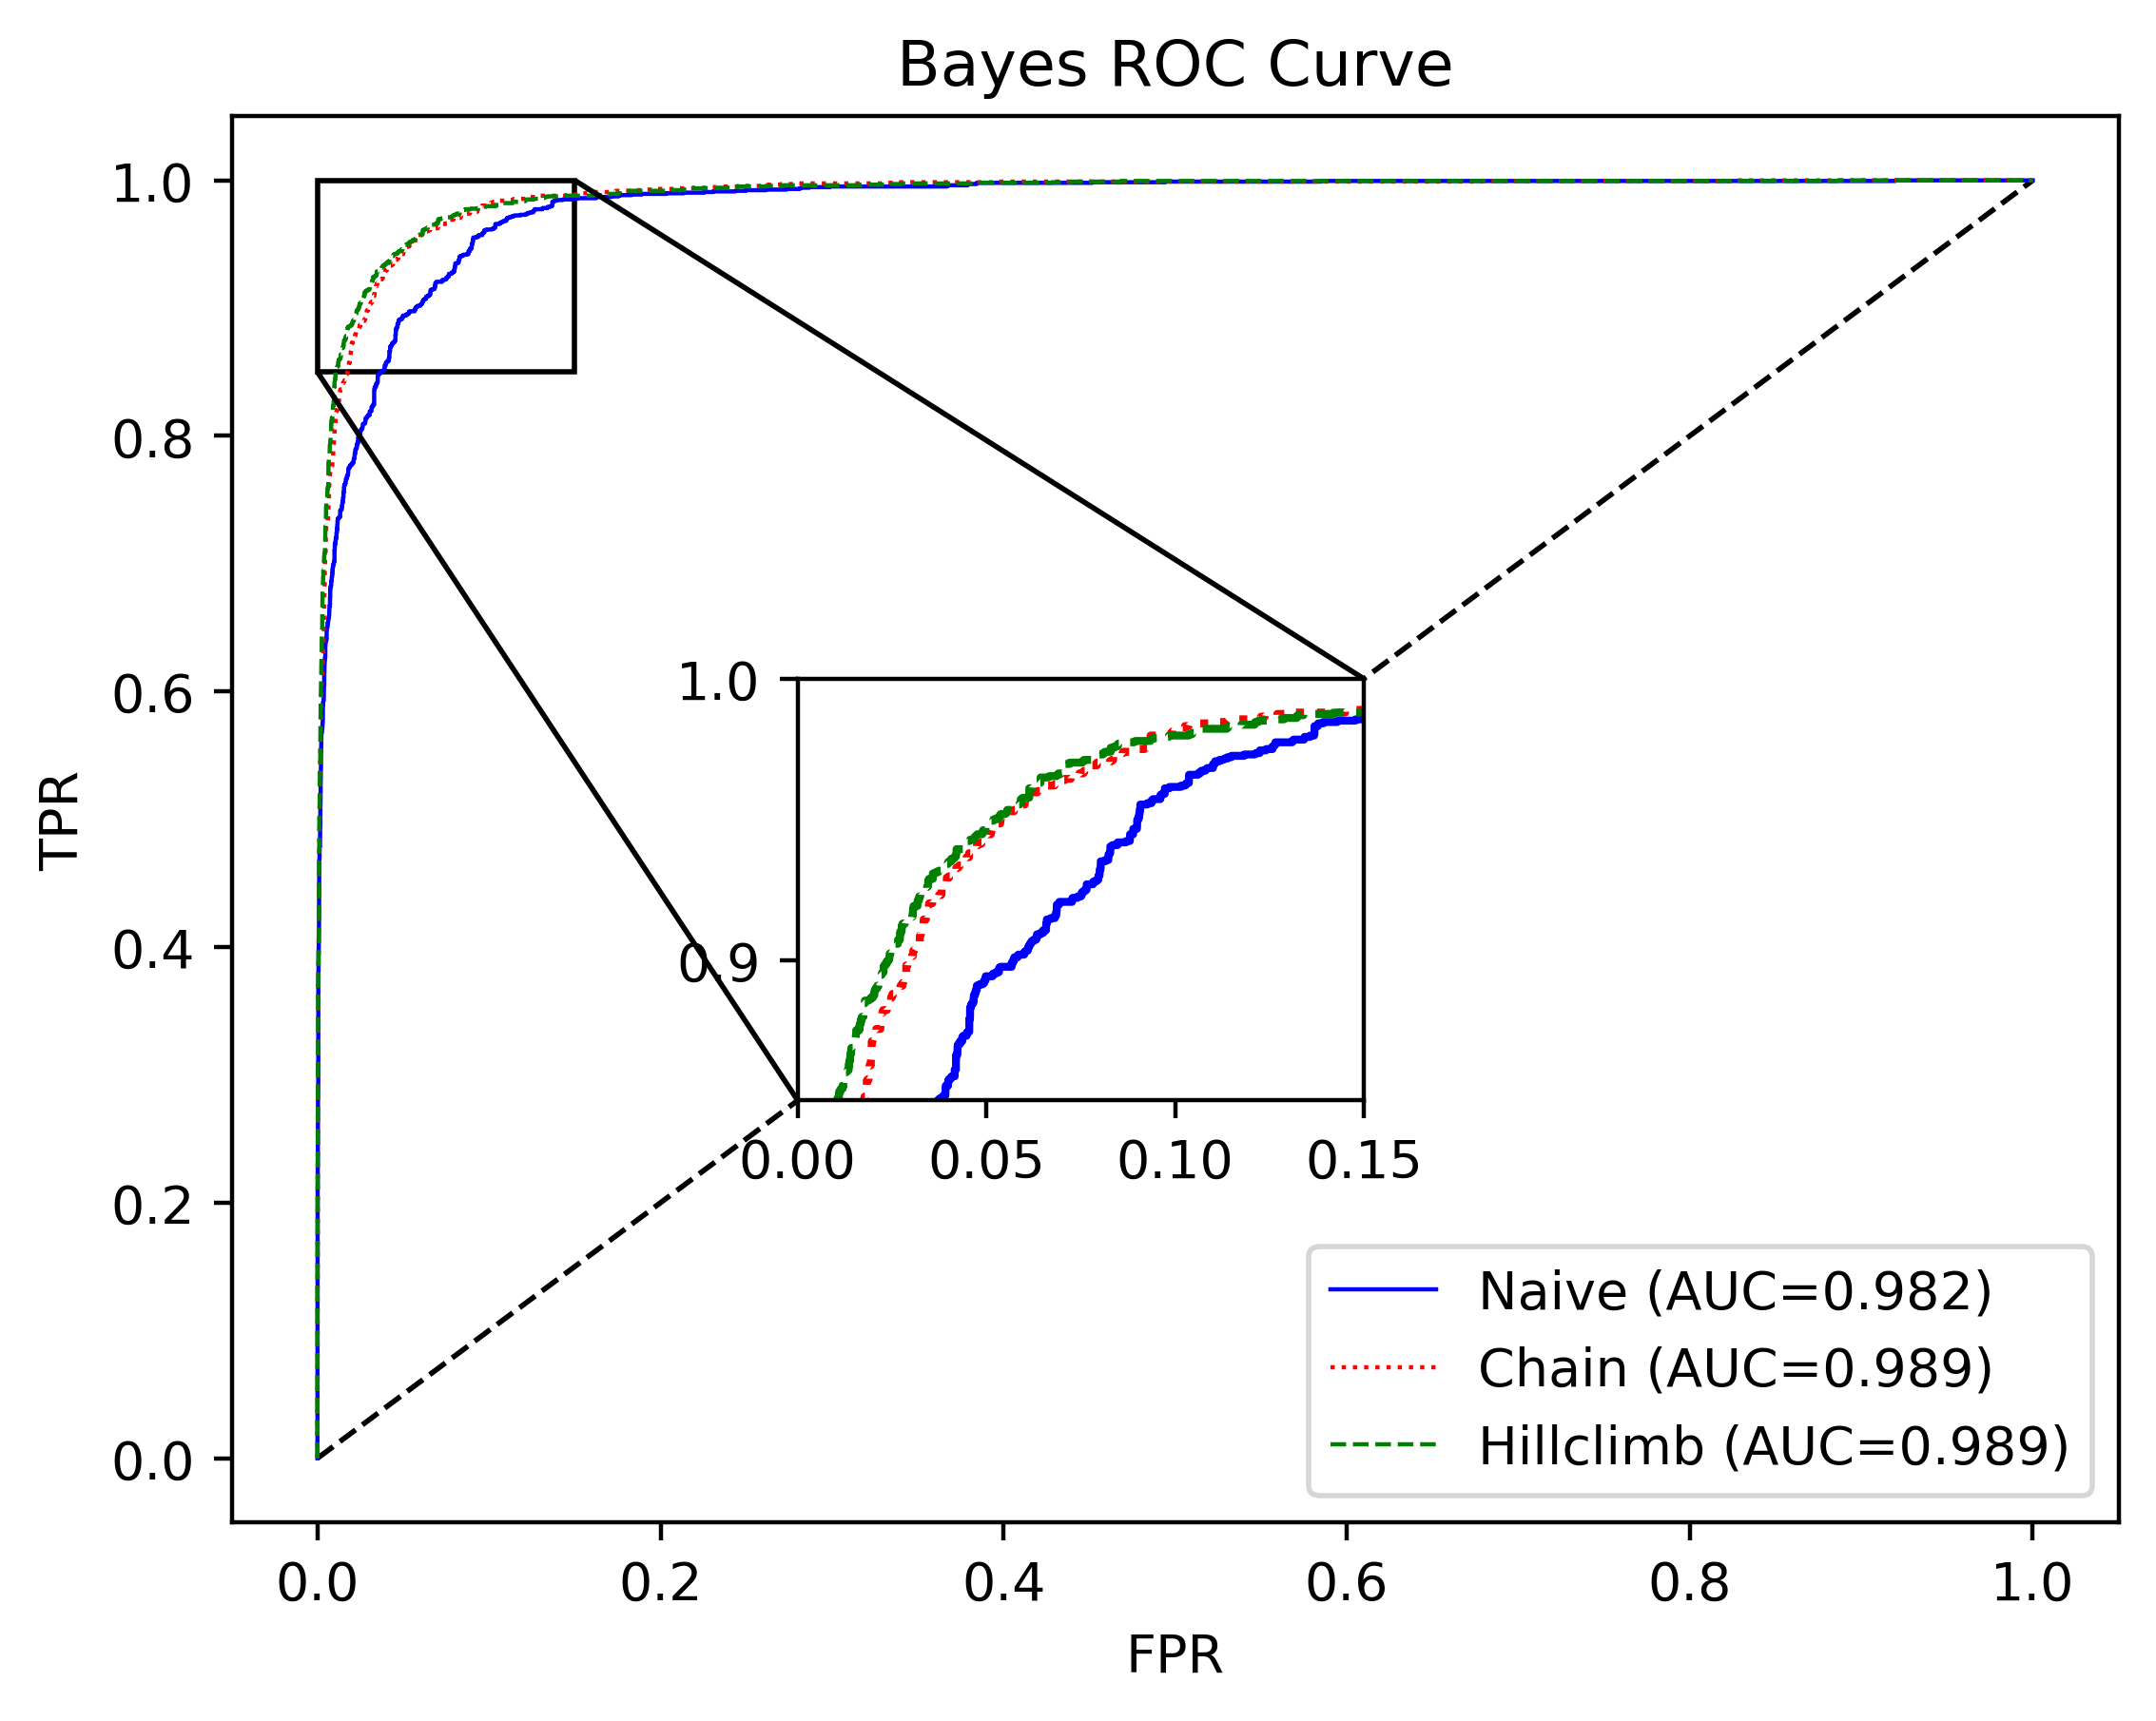 Bayes ROC Curve
1.0
0.8
0.6
0.4
0.2
0.0
TPR
1.0
0.9
0.00 0.05 0.10 0.15
Naive (AUC=0.982)
Chain (AUC=0.989)
Hillclimb (AUC=0.989)
0.0 0.2 0.4 0.6 0.8 1.0
FPR